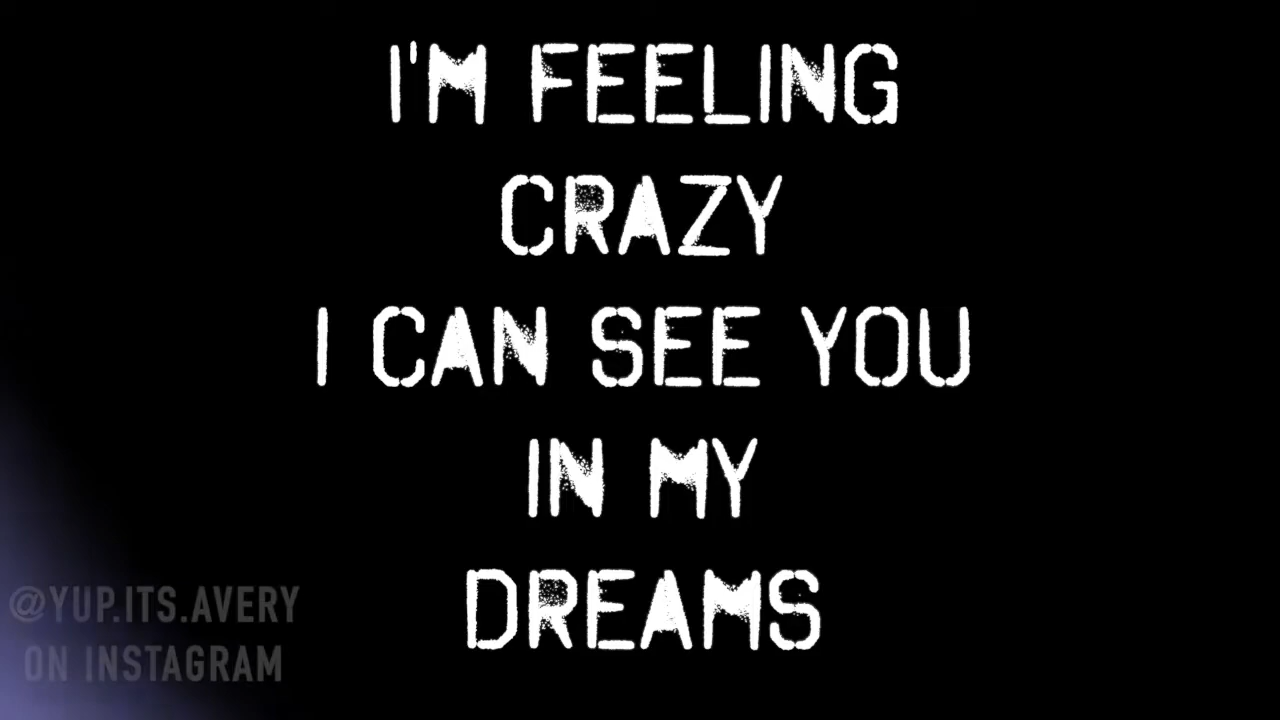 I'M FEELING
CRAZY
I CAN SEE YOU
IN MY
DREAMS
@YUP.ITS.AVERY
ON INSTAGRAM